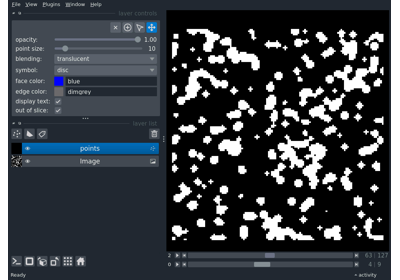 File View Plugins Window Help
layer controls
opacity: 1.00
point size: 10
blending: translucent
symbol: disc
face color: blue
edge color: dimgrey
display text:
out of slice:
layer list
points
Image
2 63 127
0 4 9
Ready activity